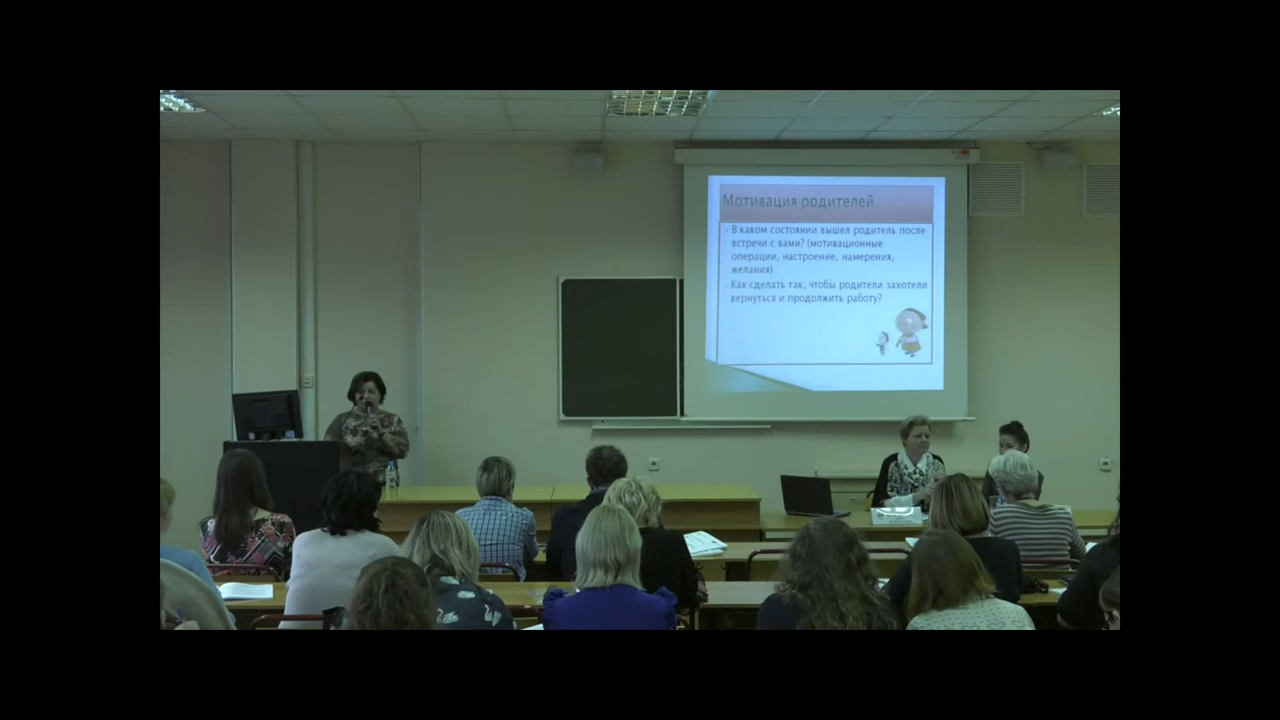 Мотивация родителей
- В каком состоянии вышел родитель после
встречи с вами? (мотивационные
операции, настроение, намерения,
желания)
- Как сделать так, чтобы родители захотели
вернуться и продолжить работу?